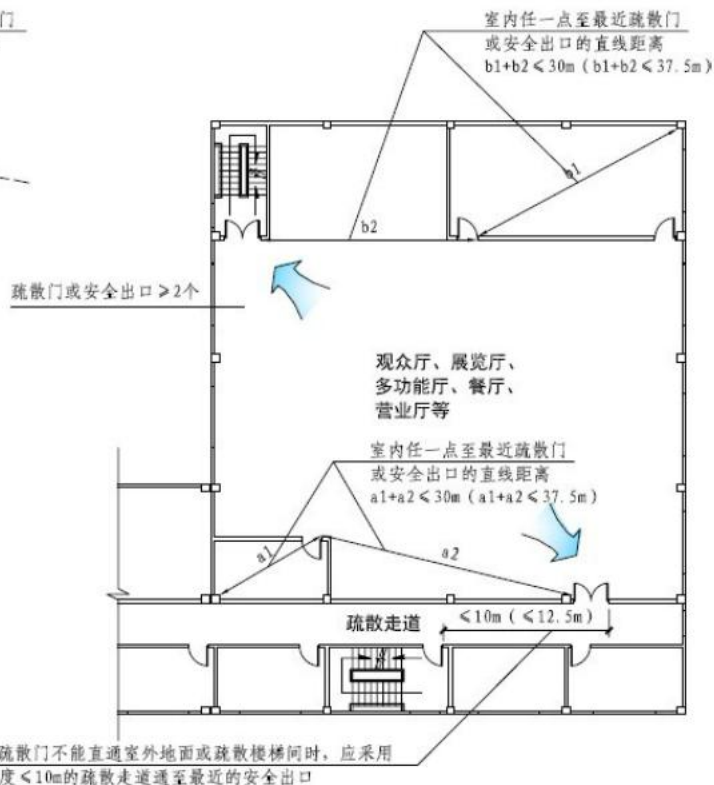 门
室内任一点至最近疏散门
或安全出口的直线距离
b1+b2≤30m（b1+b2≤37.5m）
b2
疏散门或安全出口≥2个
观众厅、展览厅、
多功能厅、餐厅、
营业厅等
室内任一点至最近疏散门
或安全出口的直线距离
a1+a2≤30m（a1+a2≤37.5m）
a1
a2
疏散走道
≤10m（≤12.5m）
疏散门不能直通室外地面或疏散楼梯间时，应采用
度≤10m的疏散走道通至最近的安全出口